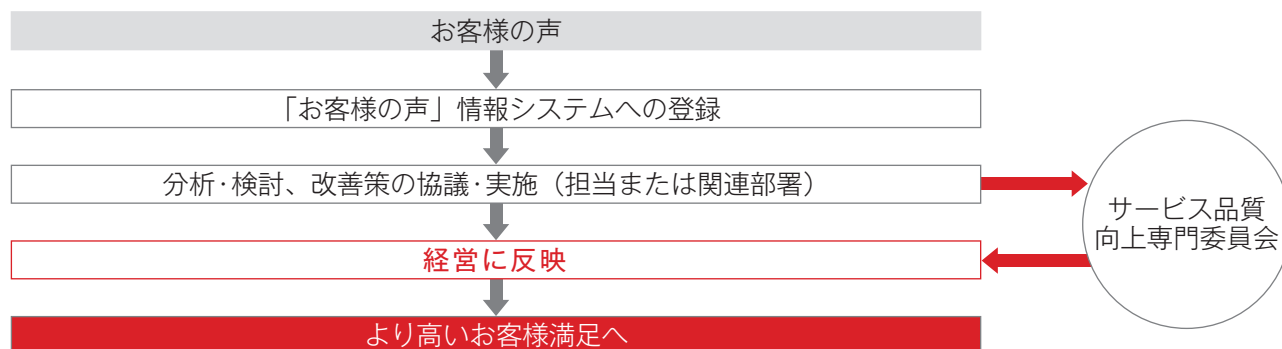 お客様の声
「お客様の声」情報システムへの登録
分析・検討、改善策の協議・実施（担当または関連部署）
サービス品質
向上専門委員会
経営に反映
より高いお客様満足へ